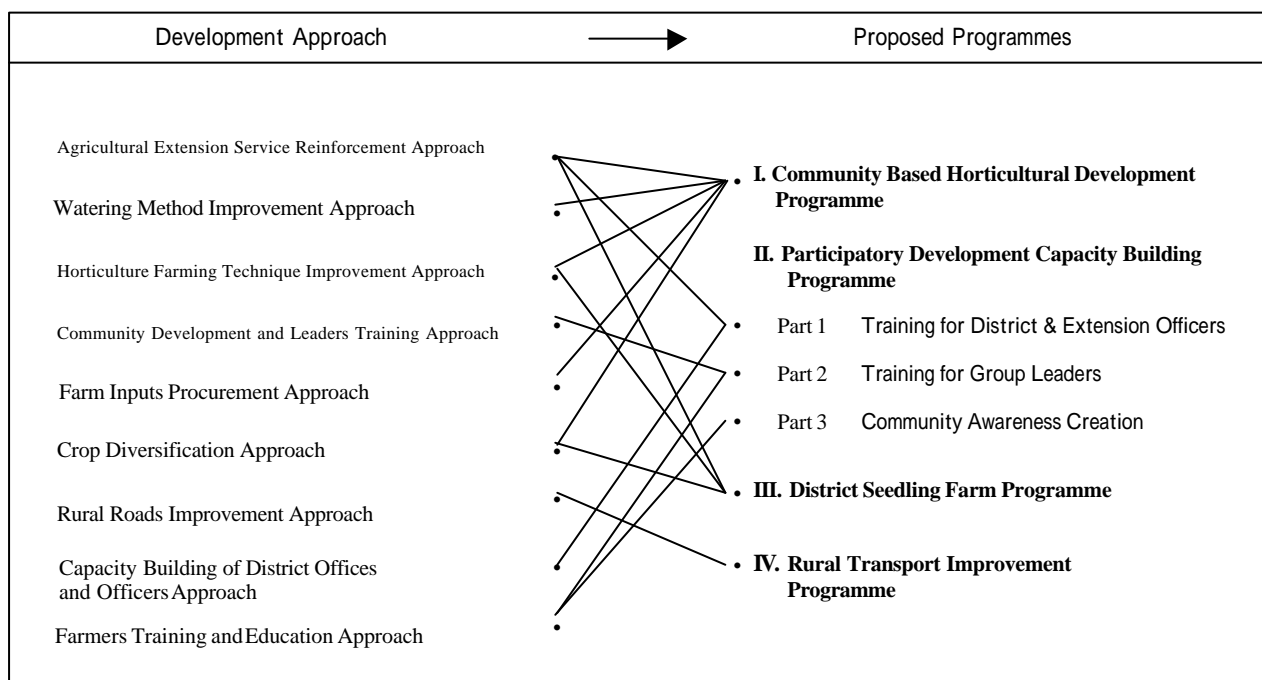 Development Approach
Proposed Programmes
Agricultural Extension Service Reinforcement Approach
Watering Method Improvement Approach
Horticulture Farming Technique Improvement Approach
Community Development and Leaders Training Approach
Farm Inputs Procurement Approach
Crop Diversification Approach
Rural Roads Improvement Approach
Capacity Building of District Offices
and Officers Approach
Farmers Training and Education Approach
• I. Community Based Horticultural Development
Programme
II. Participatory Development Capacity Building
Programme
• Part 1 Training for District & Extension Officers
• Part 2 Training for Group Leaders
• Part 3 Community Awareness Creation
• III. District Seedling Farm Programme
• IV. Rural Transport Improvement
Programme